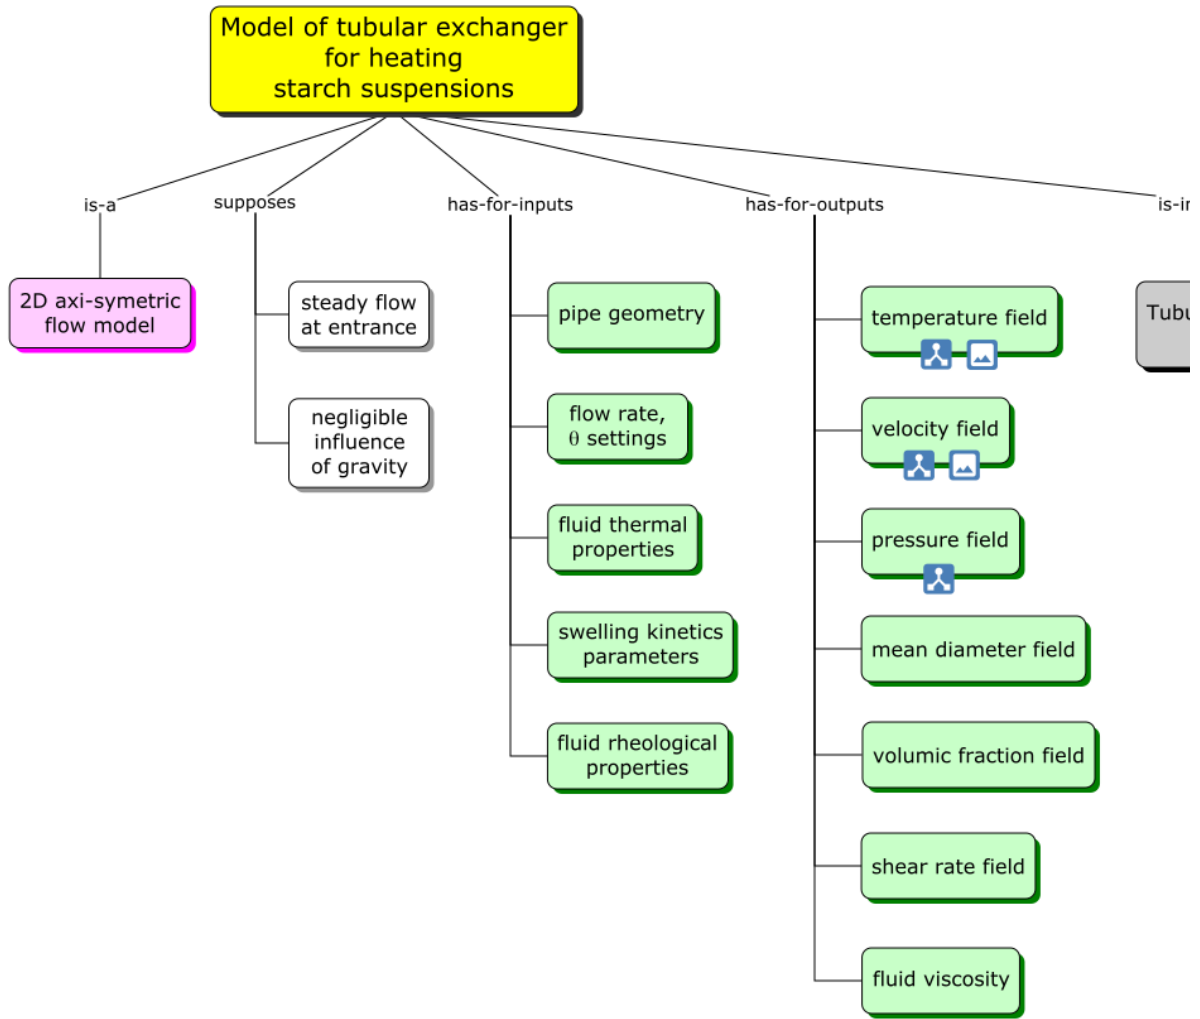 Model of tubular exchanger
for heating
starch suspensions
is-a
supposes
has-for-inputs
has-for-outputs
2D axi-symetric
flow model
steady flow
at entrance
negligible
influence
of gravity
pipe geometry
flow rate,
θ settings
fluid thermal
properties
swelling kinetics
parameters
fluid rheological
properties
temperature field
velocity field
pressure field
mean diameter field
volumic fraction field
shear rate field
fluid viscosity